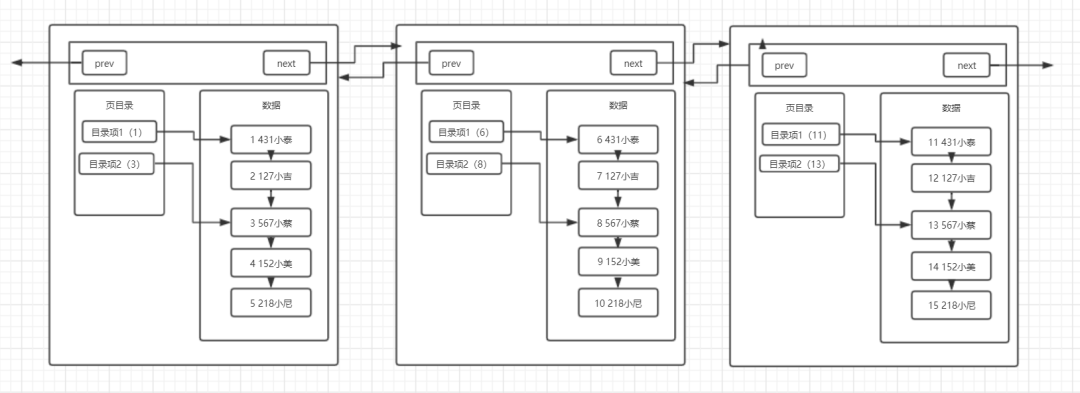 prev
next
页目录
数据
目录项1（1）
目录项2（3）
1 431小泰
2 127小吉
3 567小蔡
4 152小美
5 218小尼
prev
next
页目录
数据
目录项1（6）
目录项2（8）
6 431小泰
7 127小吉
8 567小蔡
9 152小美
10 218小尼
prev
next
页目录
数据
目录项1（11）
目录项2（13）
11 431小泰
12 127小吉
13 567小蔡
14 152小美
15 218小尼